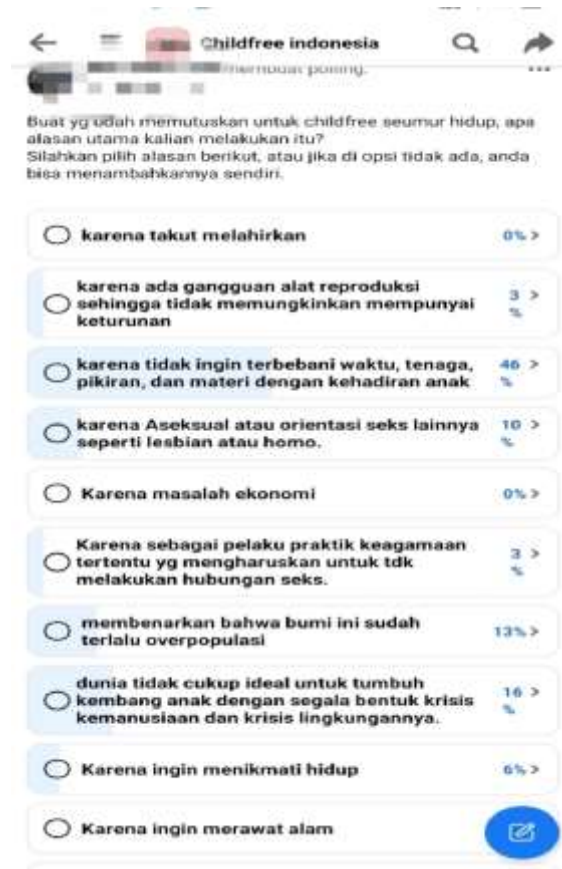 Childfree indonesia
membuat polling.
Buat yg udah memutuskan untuk childfree seumur hidup, apa
alasan utama kalian melakukan itu?
Silahkan pilih alasan berikut, atau jika di opsi tidak ada, anda
bisa menambahkannya sendiri.
karena takut melahirkan
0%
karena ada gangguan alat reproduksi
sehingga tidak memungkinkan mempunyai
keturunan
3
%
karena tidak ingin terbebani waktu, tenaga,
pikiran, dan materi dengan kehadiran anak
46
%
karena Aseksual atau orientasi seks lainnya
seperti lesbian atau homo.
10
%
Karena masalah ekonomi
0%
Karena sebagai pelaku praktik keagamaan
tertentu yg mengharuskan untuk tdk
melakukan hubungan seks.
3
%
membenarkan bahwa bumi ini sudah
terlalu overpopulasi
13%
dunia tidak cukup ideal untuk tumbuh
kembang anak dengan segala bentuk krisis
kemanusiaan dan krisis lingkungannya.
16
%
Karena ingin menikmati hidup
6%
Karena ingin merawat alam